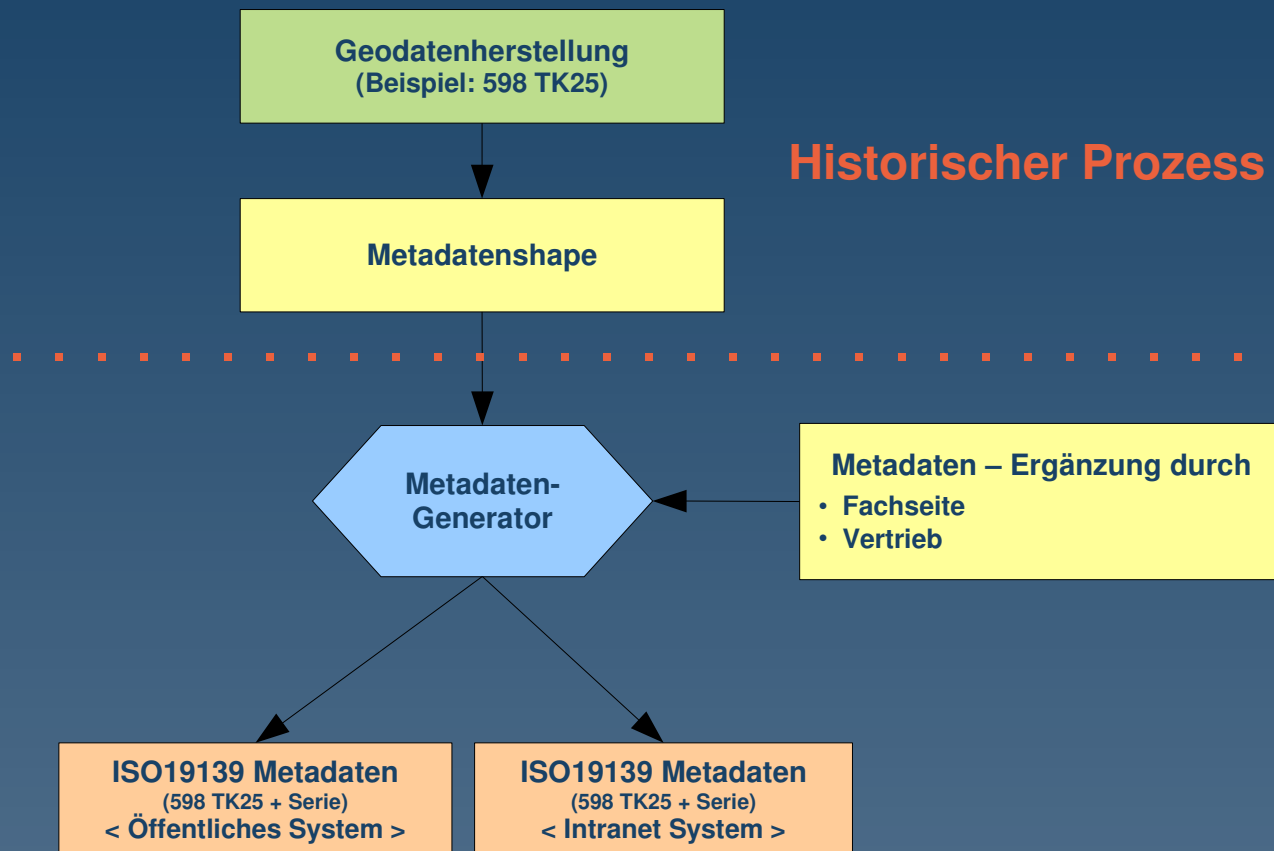 Geodatenherstellung
(Beispiel: 598 TK25)
Historischer Prozess
Metadatenshape
Metadaten-
Generator
Metadaten – Ergänzung durch
• Fachseite
• Vertrieb
ISO19139 Metadaten
(598 TK25 + Serie)
< Öffentliches System >
ISO19139 Metadaten
(598 TK25 + Serie)
< Intranet System >